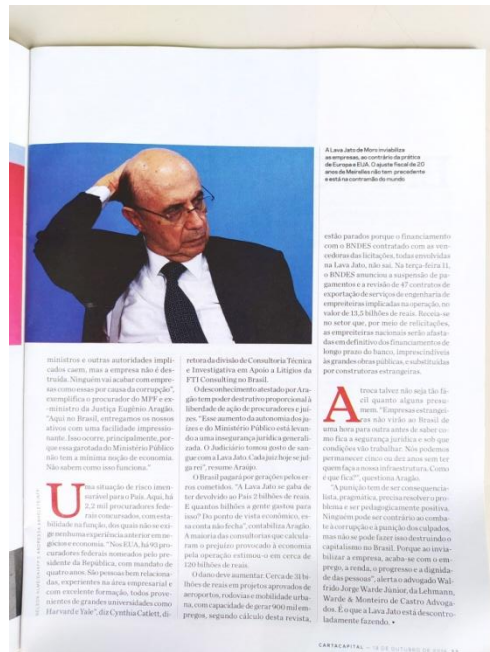 A Lava Jato de Moro inviabiliza
as empresas, ao contrário da prática
de Europa e EUA. O ajuste fiscal de 20
anos de Meirelles não tem precedente
e está na contramão do mundo
ministros e outras autoridades impli-
cados caem, mas a empresa não é des-
truída. Ninguém vai acabar com empre-
sas como essas por causa da corrupção”,
exemplifica o procurador do MPF e ex-
-ministro da Justiça Eugênio Aragão.
“Aqui no Brasil, entregamos os nossos
ativos com uma facilidade impressio-
nante. Isso ocorre, principalmente, por-
que essa garotada do Ministério Público
não tem a mínima noção de economia.
Não sabem como isso funciona.”
Uma situação de risco imen-
surável para o País. Aqui, há
2,2 mil procuradores fede-
rais concursados, com esta-
bilidade na função, dos quais não se exi-
ge nenhuma experiência anterior em ne-
gócios e economia. “Nos EUA, há 93 pro-
curadores federais nomeados pelo pre-
sidente da República, com mandato de
quatro anos. São pessoas bem relaciona-
das, experientes na área empresarial e
com excelente formação, todos prove-
nientes de grandes universidades como
Harvard e Yale”, diz Cynthia Catlett, di-
retora da divisão de Consultoria Técnica
e Investigativa em Apoio a Litígios da
FTI Consulting no Brasil.
O desconhecimento atestado por Ara-
gão tem poder destrutivo proporcional à
liberdade de ação de procuradores e juí-
zes. “Esse aumento da autonomia dos juí-
zes e do Ministério Público está levan-
do a uma insegurança jurídica generali-
zada. O Judiciário tomou gosto de san-
gue com a Lava Jato. Cada juiz hoje se jul-
ga rei”, resume Araújo.
O Brasil pagará por gerações pelos er-
ros cometidos. “A Lava Jato se gaba de
ter devolvido ao País 2 bilhões de reais.
E quantos bilhões a gente gastou para
isso? Do ponto de vista econômico, es-
sa conta não fecha”, contabiliza Aragão.
A maioria das consultorias que calcula-
ram o prejuízo provocado à economia
pela operação estimou-o em cerca de
120 bilhões de reais.
O dano deve aumentar. Cerca de 31 bi-
lhões de reais em projetos aprovados de
aeroportos, rodovias e mobilidade urba-
na, com capacidade de gerar 900 mil em-
pregos, segundo cálculo desta revista,
estão parados porque o financiamento
com o BNDES contratado com as ven-
cedoras das licitações, todas envolvidas
na Lava Jato, não sai. Na terça-feira 11,
o BNDES anunciou a suspensão de pa-
gamentos e a revisão de 47 contratos de
exportação de serviços de engenharia de
empreiteiras implicadas na operação, no
valor de 13,5 bilhões de reais. Receia-se
no setor que, por meio de relicitações,
as empreiteiras nacionais serão afasta-
das em definitivo dos financiamentos de
longo prazo do banco, imprescindíveis
às grandes obras públicas, e substituídas
por construtoras estrangeiras.
A troca talvez não seja tão fá-
cil quanto alguns presu-
mem. “Empresas estrangei-
ras não virão ao Brasil de
uma hora para outra antes de saber co-
mo fica a segurança jurídica e sob que
condições vão trabalhar. Nós podemos
permanecer cinco ou dez anos sem ter
quem faça a nossa infraestrutura. Como
é que fica?”, questiona Aragão.
“A punição tem de ser consequencia-
lista, pragmática, precisa resolver o pro-
blema e ser pedagogicamente positiva.
Ninguém pode ser contrário ao comba-
te à corrupção e à punição dos culpados,
mas não se pode fazer isso destruindo o
capitalismo no Brasil. Porque ao invia-
bilizar a empresa, acaba-se com o em-
prego, a renda, o progresso e a dignida-
de das pessoas”, alerta o advogado Wal-
frido Jorge Warde Júnior, da Lehmann,
Warde & Monteiro de Castro Advoga-
dos. É o que a Lava Jato está descontro-
ladamente fazendo. •
CARTACAPITAL — 19 DE OUTUBRO DE 2016